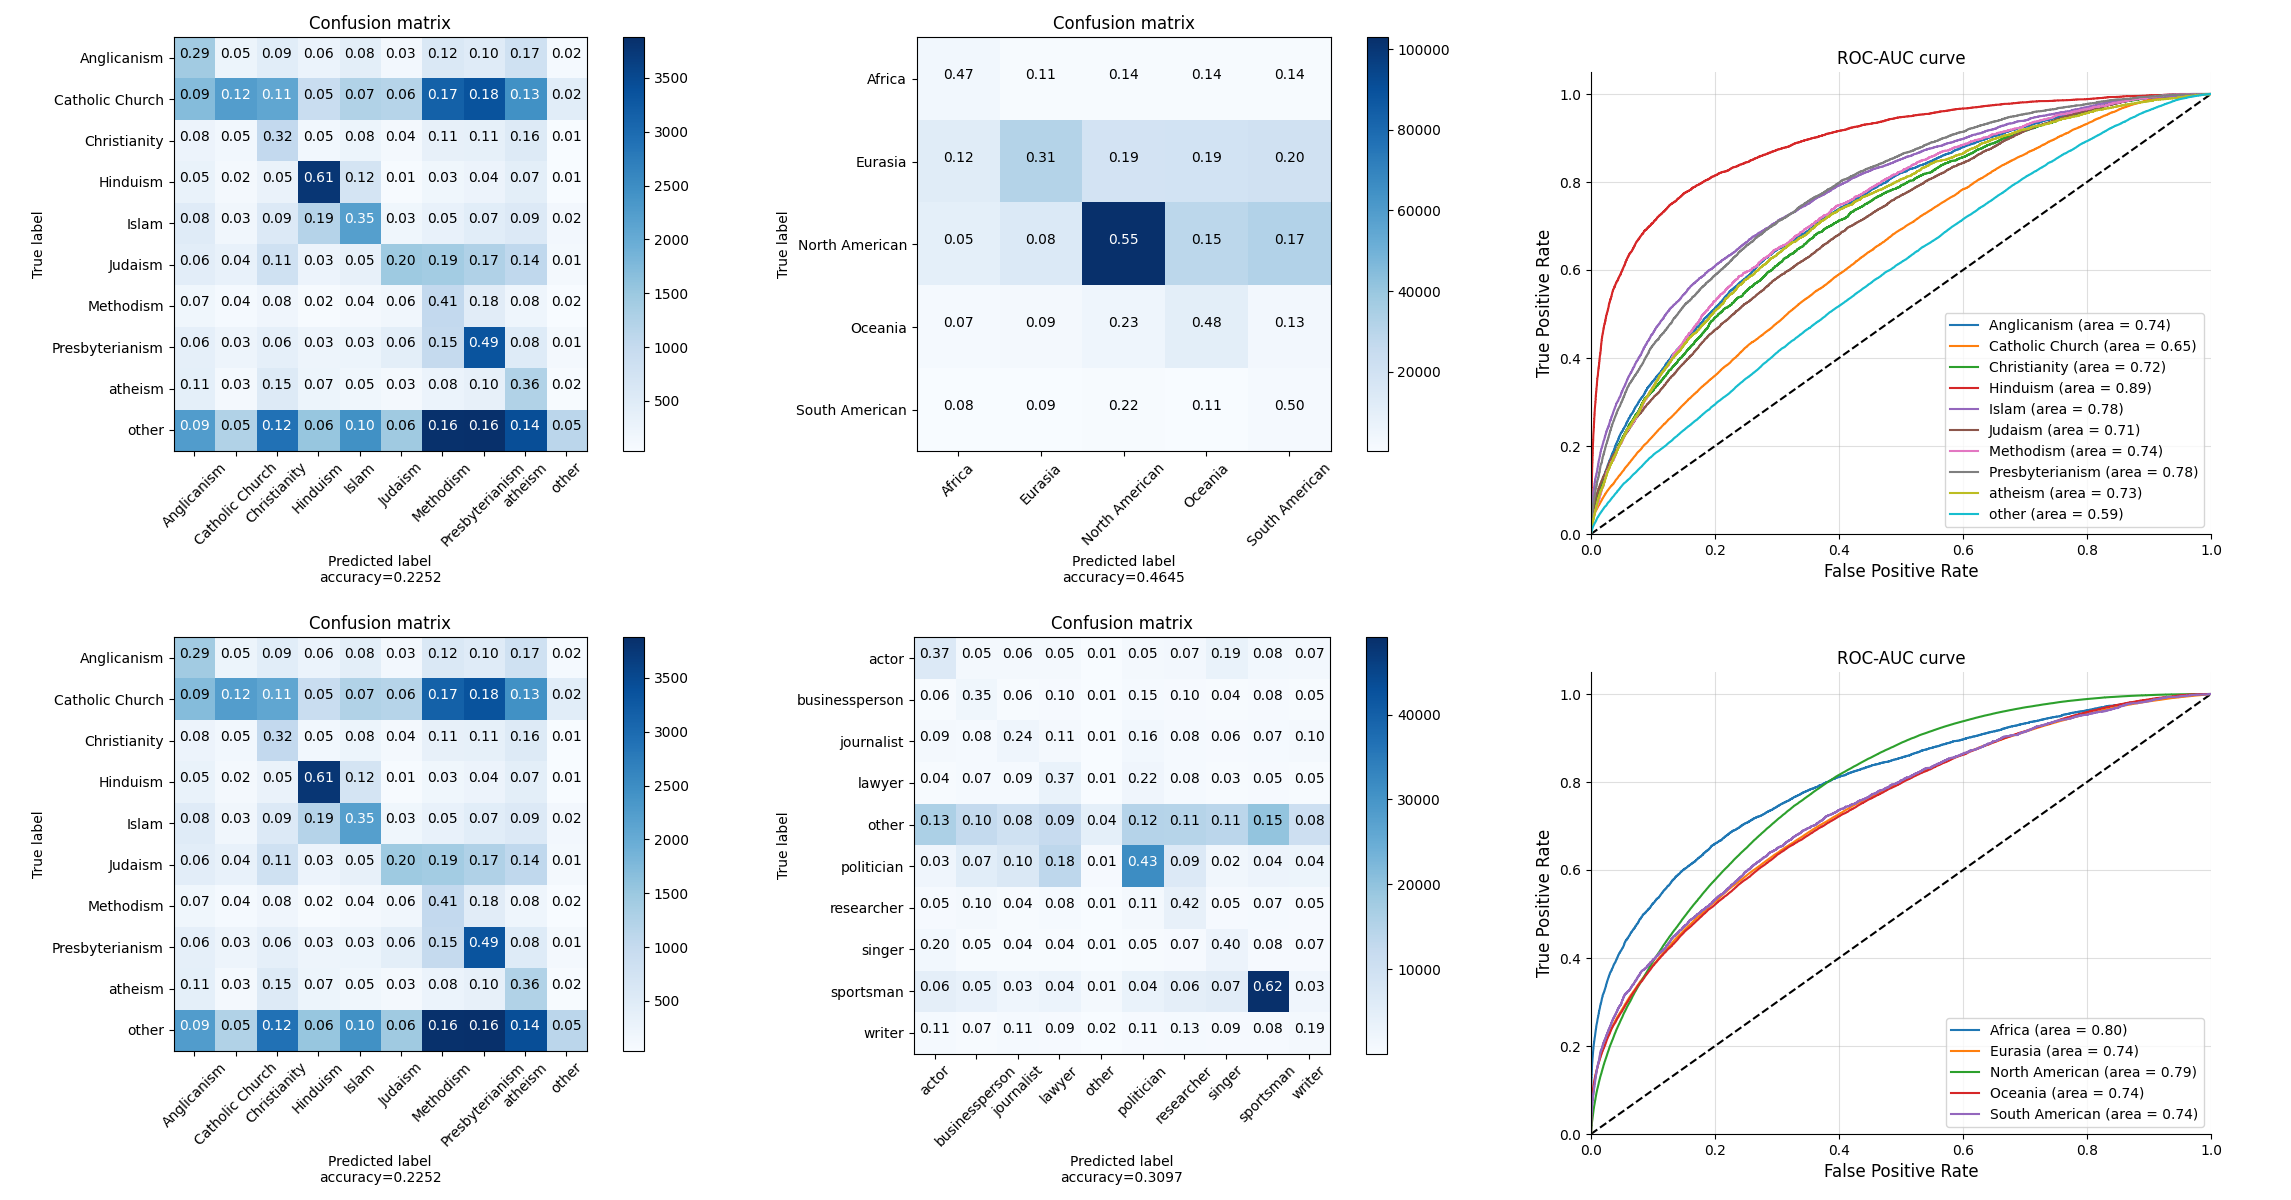 Confusion matrix
Anglicanism 0.29 0.05 0.09 0.06 0.08 0.03 0.12 0.10 0.17 0.02
Catholic Church 0.09 0.12 0.11 0.05 0.07 0.06 0.17 0.18 0.13 0.02
Christianity 0.08 0.05 0.32 0.05 0.08 0.04 0.11 0.11 0.16 0.01
Hinduism 0.05 0.02 0.05 0.61 0.12 0.01 0.03 0.04 0.07 0.01
Islam 0.08 0.03 0.09 0.19 0.35 0.03 0.05 0.07 0.09 0.02
Judaism 0.06 0.04 0.11 0.03 0.05 0.20 0.19 0.17 0.14 0.01
Methodism 0.07 0.04 0.08 0.02 0.04 0.06 0.41 0.18 0.08 0.02
Presbyterianism 0.06 0.03 0.06 0.03 0.03 0.06 0.15 0.49 0.08 0.01
atheism 0.11 0.03 0.15 0.07 0.05 0.03 0.08 0.10 0.36 0.02
other 0.09 0.05 0.12 0.06 0.10 0.06 0.16 0.16 0.14 0.05
True label
Anglicanism Catholic Church Christianity Hinduism Islam Judaism Methodism Presbyterianism atheism other
Predicted label
accuracy=0.2252
3500
3000
2500
2000
1500
1000
500
Confusion matrix
Africa 0.47 0.11 0.14 0.14 0.14
Eurasia 0.12 0.31 0.19 0.19 0.20
North American 0.05 0.08 0.55 0.15 0.17
Oceania 0.07 0.09 0.23 0.48 0.13
South American 0.08 0.09 0.22 0.11 0.50
True label
Africa Eurasia North American Oceania South American
Predicted label
accuracy=0.4645
100000
80000
60000
40000
20000
ROC-AUC curve
1.0
0.8
0.6
0.4
0.2
0.0
True Positive Rate
Anglicanism (area = 0.74)
Catholic Church (area = 0.65)
Christianity (area = 0.72)
Hinduism (area = 0.89)
Islam (area = 0.78)
Judaism (area = 0.71)
Methodism (area = 0.74)
Presbyterianism (area = 0.78)
atheism (area = 0.73)
other (area = 0.59)
0.0 0.2 0.4 0.6 0.8 1.0
False Positive Rate
Confusion matrix
Anglicanism 0.29 0.05 0.09 0.06 0.08 0.03 0.12 0.10 0.17 0.02
Catholic Church 0.09 0.12 0.11 0.05 0.07 0.06 0.17 0.18 0.13 0.02
Christianity 0.08 0.05 0.32 0.05 0.08 0.04 0.11 0.11 0.16 0.01
Hinduism 0.05 0.02 0.05 0.61 0.12 0.01 0.03 0.04 0.07 0.01
Islam 0.08 0.03 0.09 0.19 0.35 0.03 0.05 0.07 0.09 0.02
Judaism 0.06 0.04 0.11 0.03 0.05 0.20 0.19 0.17 0.14 0.01
Methodism 0.07 0.04 0.08 0.02 0.04 0.06 0.41 0.18 0.08 0.02
Presbyterianism 0.06 0.03 0.06 0.03 0.03 0.06 0.15 0.49 0.08 0.01
atheism 0.11 0.03 0.15 0.07 0.05 0.03 0.08 0.10 0.36 0.02
other 0.09 0.05 0.12 0.06 0.10 0.06 0.16 0.16 0.14 0.05
True label
Anglicanism Catholic Church Christianity Hinduism Islam Judaism Methodism Presbyterianism atheism other
Predicted label
accuracy=0.2252
3500
3000
2500
2000
1500
1000
500
Confusion matrix
actor 0.37 0.05 0.06 0.05 0.01 0.05 0.07 0.19 0.08 0.07
businessperson 0.06 0.35 0.06 0.10 0.01 0.15 0.10 0.04 0.08 0.05
journalist 0.09 0.08 0.24 0.11 0.01 0.16 0.08 0.06 0.07 0.10
lawyer 0.04 0.07 0.09 0.37 0.01 0.22 0.08 0.03 0.05 0.05
other 0.13 0.10 0.08 0.09 0.04 0.12 0.11 0.11 0.15 0.08
politician 0.03 0.07 0.10 0.18 0.01 0.43 0.09 0.02 0.04 0.04
researcher 0.05 0.10 0.04 0.08 0.01 0.11 0.42 0.05 0.07 0.05
singer 0.20 0.05 0.04 0.04 0.01 0.05 0.07 0.40 0.08 0.07
sportsman 0.06 0.05 0.03 0.04 0.01 0.04 0.06 0.07 0.62 0.03
writer 0.11 0.07 0.11 0.09 0.02 0.11 0.13 0.09 0.08 0.19
True label
actor businessperson journalist lawyer other politician researcher singer sportsman writer
Predicted label
accuracy=0.3097
40000
30000
20000
10000
ROC-AUC curve
1.0
0.8
0.6
0.4
0.2
0.0
True Positive Rate
Africa (area = 0.80)
Eurasia (area = 0.74)
North American (area = 0.79)
Oceania (area = 0.74)
South American (area = 0.74)
0.0 0.2 0.4 0.6 0.8 1.0
False Positive Rate